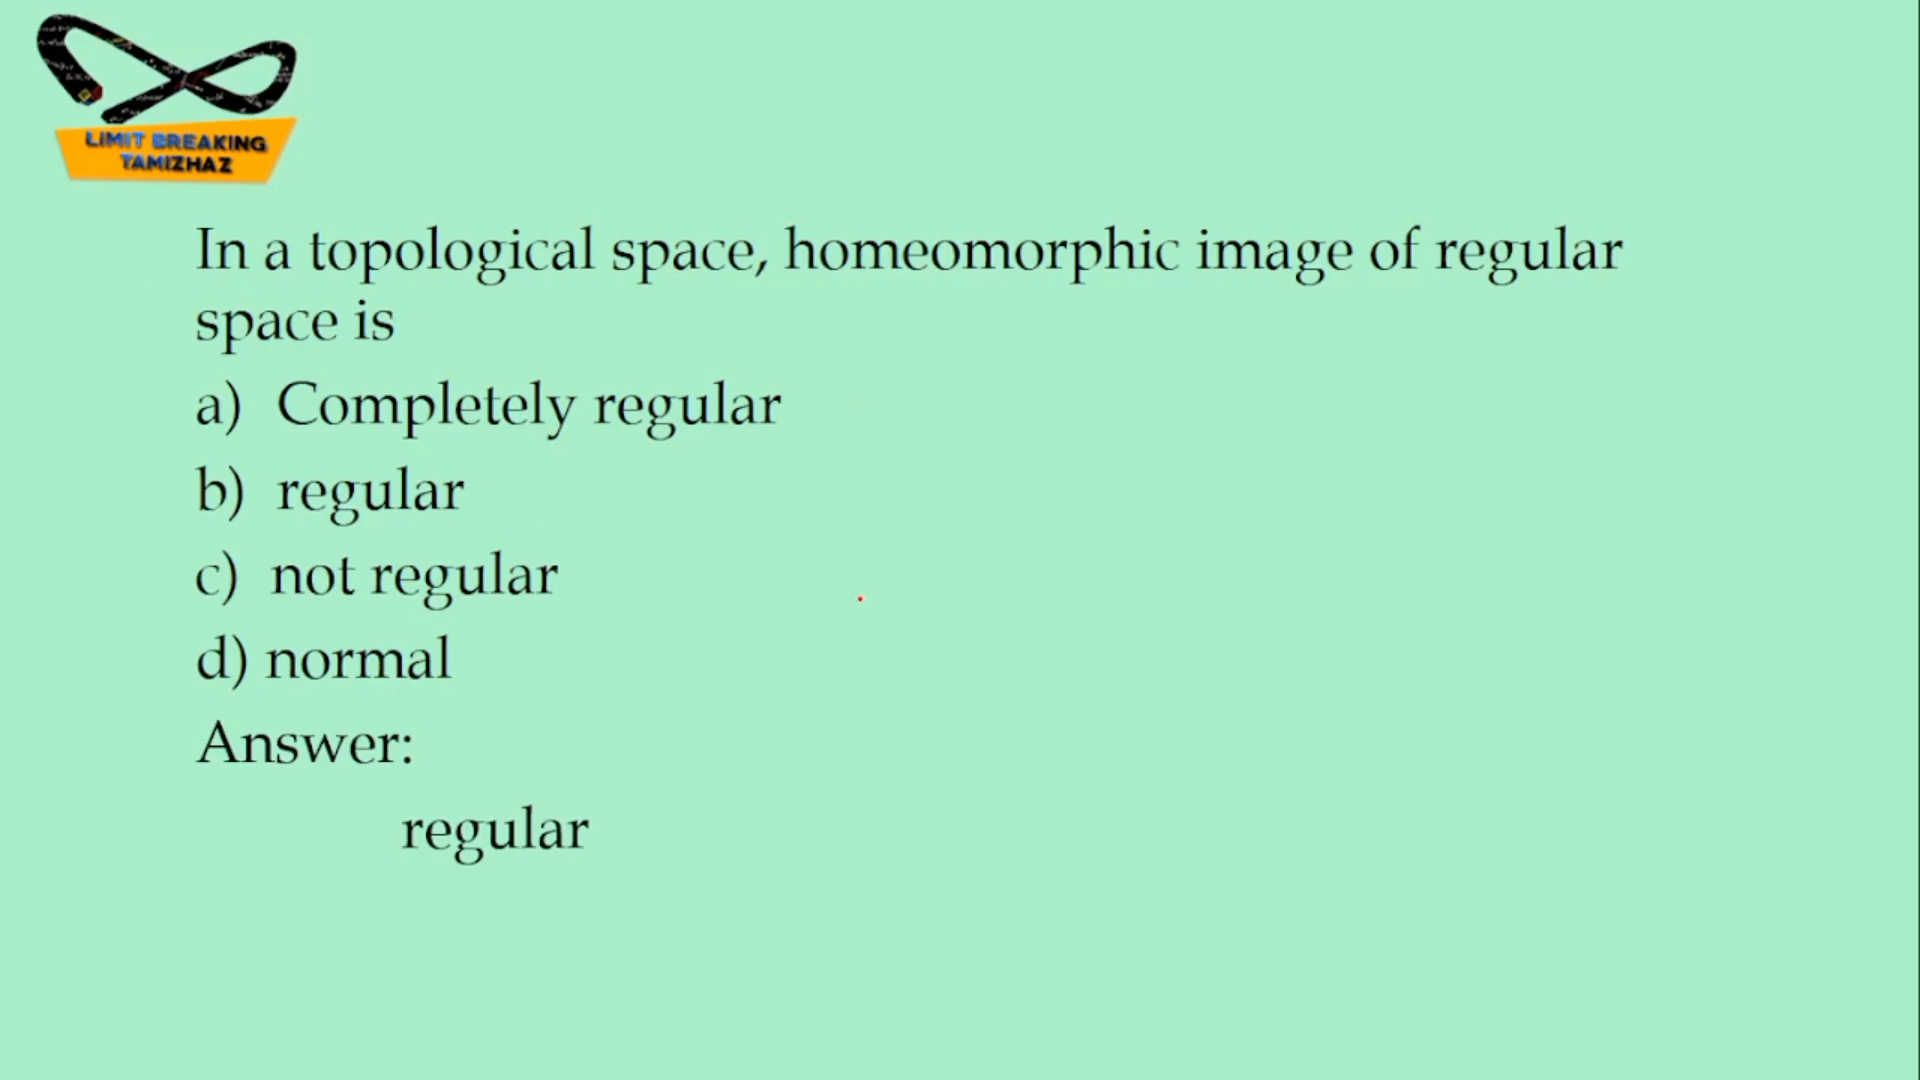 LIMIT BREAKING
TAMIZHAZ
In a topological space, homeomorphic image of regular
space is
a) Completely regular
b) regular
c) not regular
d) normal
Answer:
regular